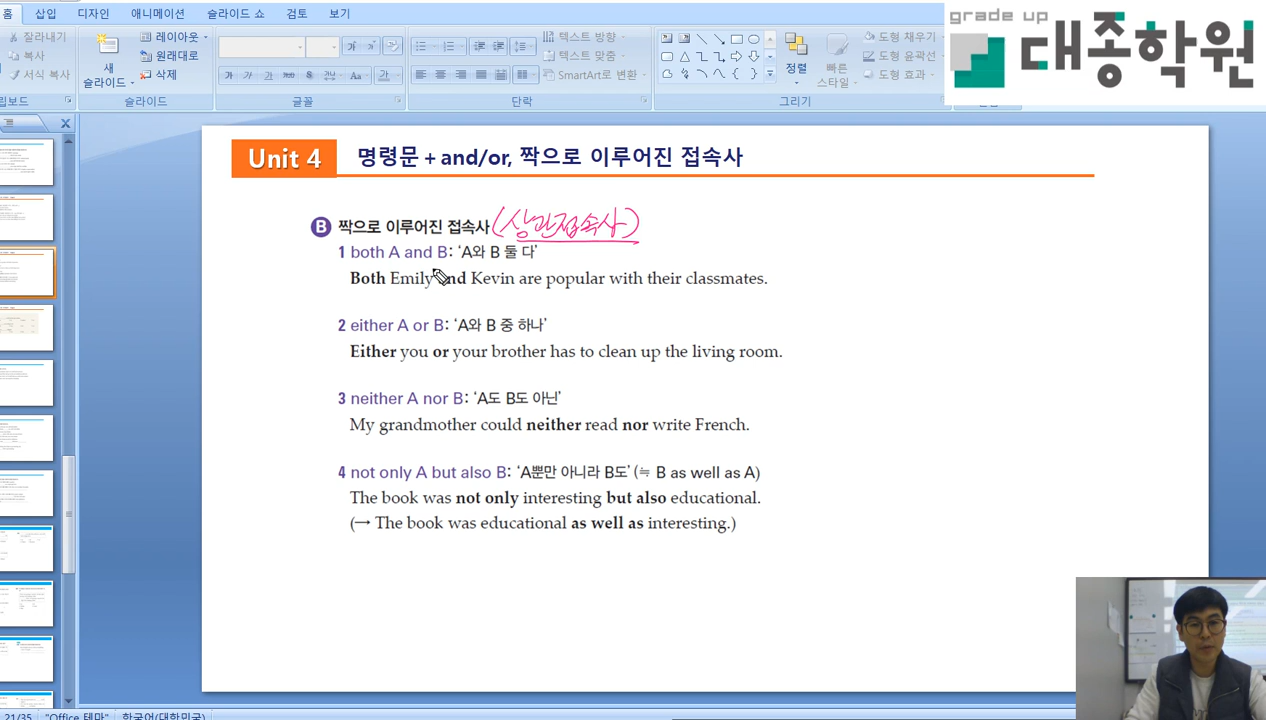 홈 삽입 디자인 애니메이션 슬라이드 쇼 검토 보기
grade up
대종학원
잘라내기 레이아웃 텍스트 방향 도형 채우기
복사 새 원래대로 가 가 텍스트 맞춤 정렬 빠른 도형 윤곽선
서식 복사 슬라이드 삭제 가 가 가 abc S 가 Aa 가 SmartArt로 변환 스타일 도형 효과
립보드 슬라이드 글꼴 단락 그리기
Unit 4 명령문 + and/or, 짝으로 이루어진 접속사
B 짝으로 이루어진 접속사 (상관접속사)
1 both A and B: ‘A와 B 둘 다’
Both Emily and Kevin are popular with their classmates.
2 either A or B: ‘A와 B 중 하나’
Either you or your brother has to clean up the living room.
3 neither A nor B: ‘A도 B도 아닌’
My grandmother could neither read nor write French.
4 not only A but also B: ‘A뿐만 아니라 B도’ (≒ B as well as A)
The book was not only interesting but also educational.
(→ The book was educational as well as interesting.)
21/35 "Office 테마" 한국어(대한민국)